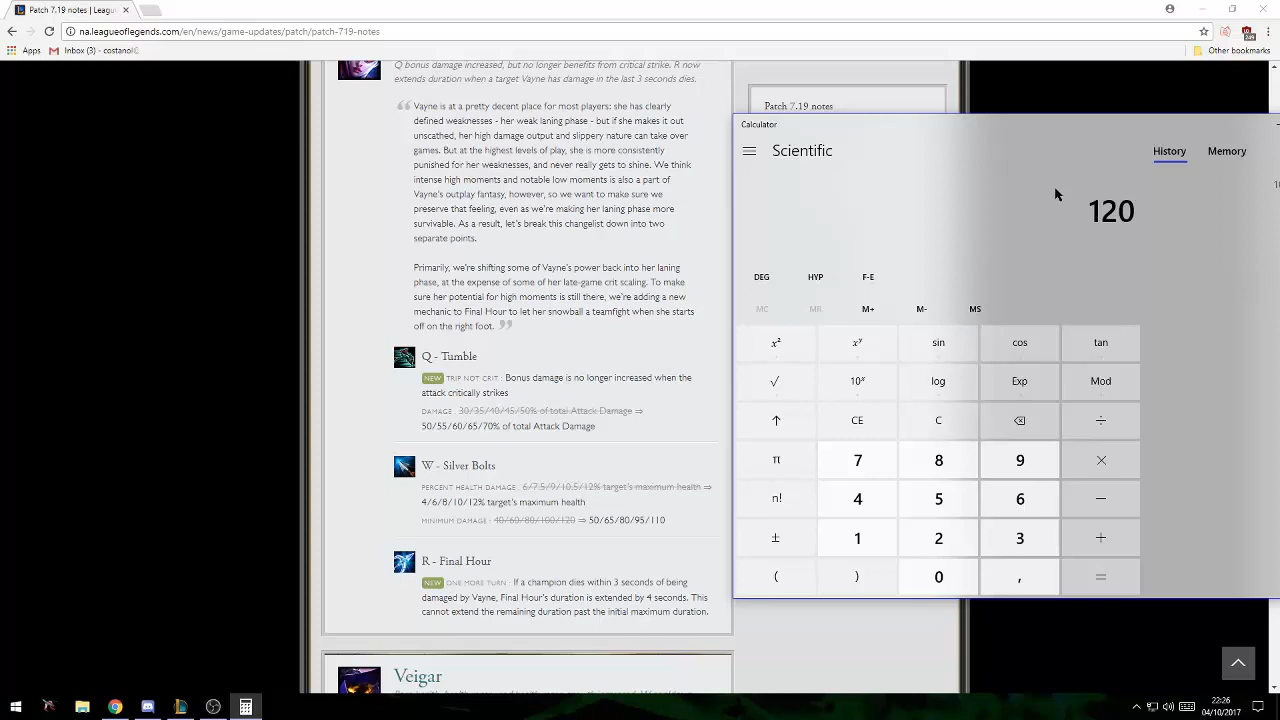 Patch 7.19 notes | Leagu
na.leagueoflegends.com/en/news/game-updates/patch/patch-719-notes
Apps
Inbox (3) - costanol
Other bookmarks
Q bonus damage increased, but no longer benefits from critical strike. R now
extends duration when a target Vayne has damaged in the last 3 seconds dies.
Vayne is at a pretty decent place for most players: she has clearly
defined weaknesses - her weak laning phase - but if she makes it out
unscathed, her high damage output and slippery nature can take over
games. But at the highest levels of play, she is more consistently
punished for her weaknesses, and never really gets to shine. We think
intense high moments and notable low moments is also a part of
Vayne's outplay fantasy, however, so we want to make sure we
preserve that feeling, even as we're making her laning phase more
survivable. As a result, let's break this changelist down into two
separate points.
Primarily, we're shifting some of Vayne's power back into her laning
phase, at the expense of some of her late-game crit scaling. To make
sure her potential for high moments is still there, we're adding a new
mechanic to Final Hour to let her snowball a teamfight when she starts
off on the right foot.
Q - Tumble
NEW TRIP NOT CRIT : Bonus damage is no longer increased when the
attack critically strikes
DAMAGE : 30/35/40/45/50% of total Attack Damage ⇒
50/55/60/65/70% of total Attack Damage
W - Silver Bolts
PERCENT HEALTH DAMAGE : 6/7.5/9/10.5/12% target's maximum health ⇒
4/6/8/10/12% target's maximum health
MINIMUM DAMAGE : 40/60/80/100/120 ⇒ 50/65/80/95/110
R - Final Hour
NEW ONE MORE TURN : If a champion dies within 3 seconds of being
damaged by Vayne, Final Hour's duration is extended by 4 seconds. This
cannot extend the remaining duration past the initial maximum duration.
Veigar
Patch 7.19 notes
Calculator
Scientific
History Memory
120
DEG HYP F-E
MC MR M+ M- MS
x² xʸ sin cos tan
√ 10ˣ log Exp Mod
↑ CE C ⌫ ÷
π 7 8 9 ×
n! 4 5 6 −
± 1 2 3 +
( ) 0 , =
22:26
04/10/2017